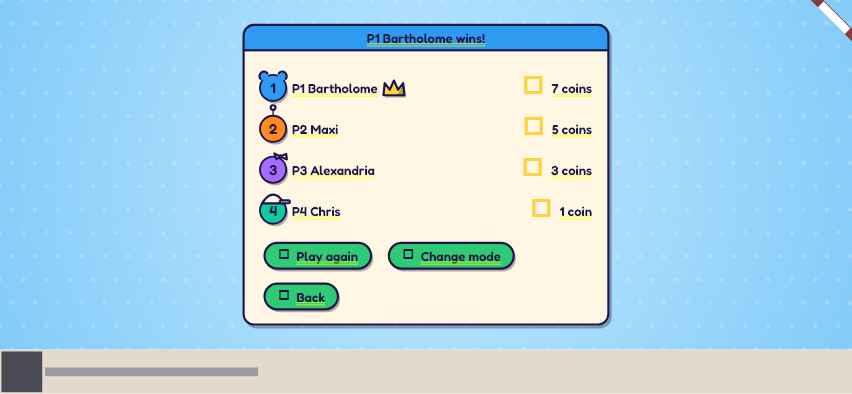 P1 Bartholome wins!
1 P1 Bartholome 7 coins
2 P2 Maxi 5 coins
3 P3 Alexandria 3 coins
4 P4 Chris 1 coin
Play again Change mode
Back